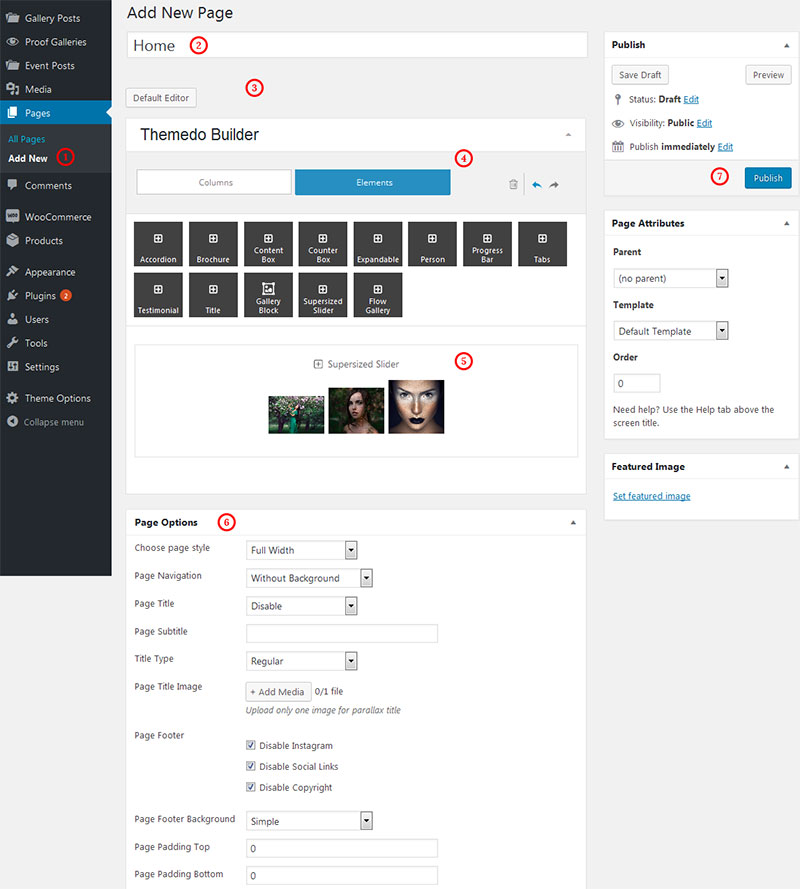 Gallery Posts
Proof Galleries
Event Posts
Media
Pages
All Pages
Add New 1
Comments
WooCommerce
Products
Appearance
Plugins 2
Users
Tools
Settings
Theme Options
Collapse menu
Add New Page
Home 2
3
Default Editor
Themedo Builder
4
Columns
Elements
Accordion
Brochure
Content Box
Counter Box
Expandable
Person
Progress Bar
Tabs
Testimonial
Title
Gallery Block
Supersized Slider
Flow Gallery
Supersized Slider
5
Page Options 6
Choose page style Full Width
Page Navigation Without Background
Page Title Disable
Page Subtitle
Title Type Regular
Page Title Image + Add Media 0/1 file
Upload only one image for parallax title
Page Footer
Disable Instagram
Disable Social Links
Disable Copyright
Page Footer Background Simple
Page Padding Top 0
Page Padding Bottom 0
Publish
Save Draft Preview
Status: Draft Edit
Visibility: Public Edit
Publish immediately Edit
7 Publish
Page Attributes
Parent
(no parent)
Template
Default Template
Order
0
Need help? Use the Help tab above the
screen title.
Featured Image
Set featured image